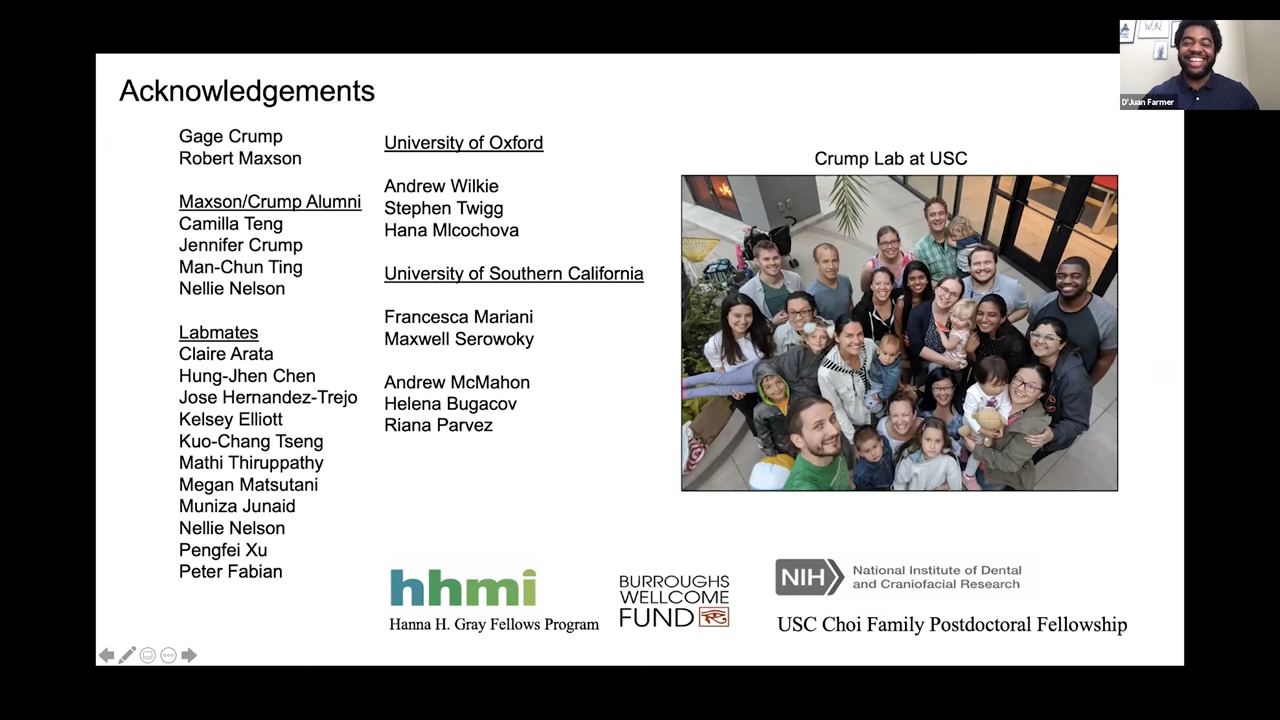 Acknowledgements
Gage Crump
Robert Maxson
Maxson/Crump Alumni
Camilla Teng
Jennifer Crump
Man-Chun Ting
Nellie Nelson
Labmates
Claire Arata
Hung-Jhen Chen
Jose Hernandez-Trejo
Kelsey Elliott
Kuo-Chang Tseng
Mathi Thiruppathy
Megan Matsutani
Muniza Junaid
Nellie Nelson
Pengfei Xu
Peter Fabian
University of Oxford
Andrew Wilkie
Stephen Twigg
Hana Mlcochova
University of Southern California
Francesca Mariani
Maxwell Serowoky
Andrew McMahon
Helena Bugacov
Riana Parvez
Crump Lab at USC
hhmi
Hanna H. Gray Fellows Program
BURROUGHS
WELLCOME
FUND
NIH
National Institute of Dental
and Craniofacial Research
USC Choi Family Postdoctoral Fellowship
D'Juan Farmer